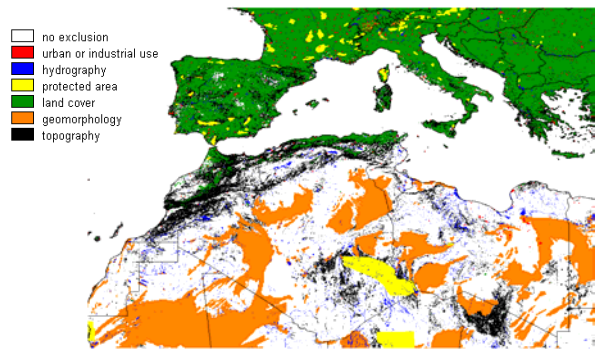 no exclusion
urban or industrial use
hydrography
protected area
land cover
geomorphology
topography